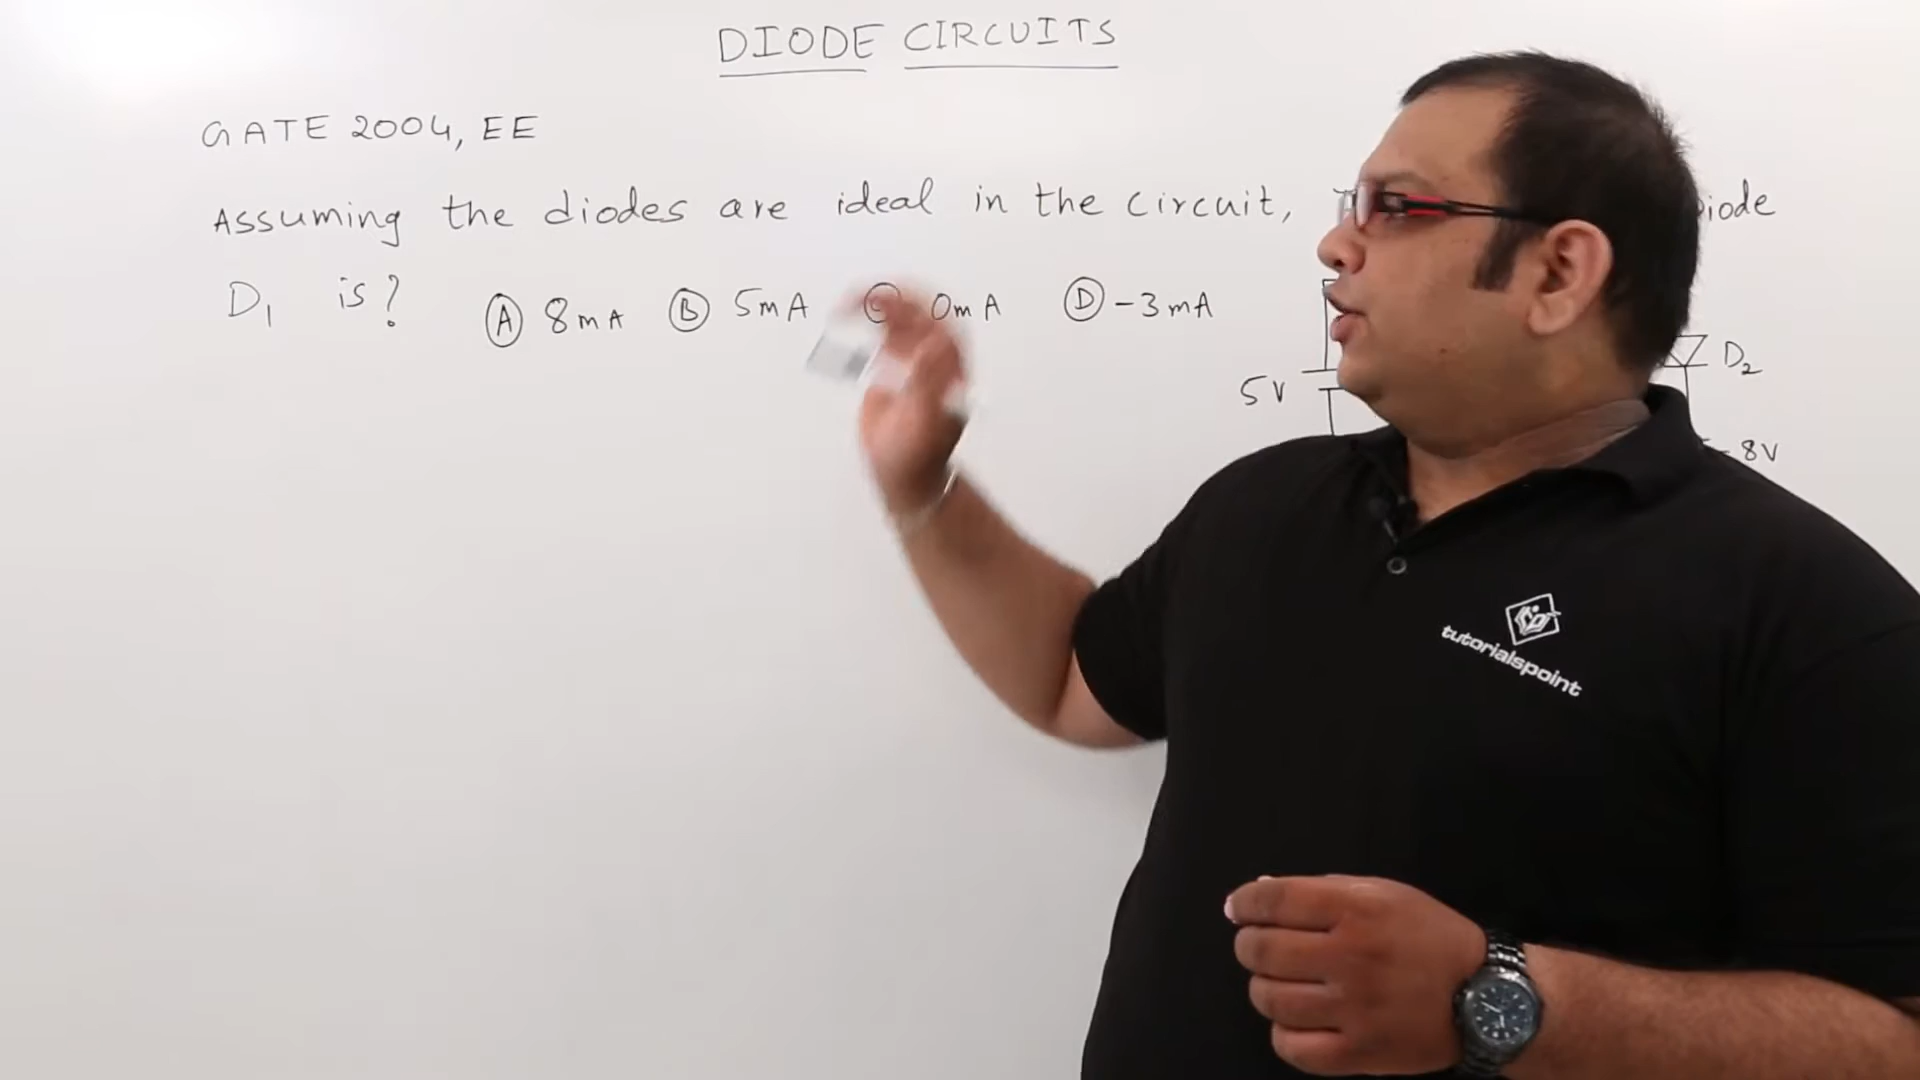 DIODE CIRCUITS
GATE 2004, EE
Assuming the diodes are ideal in the circuit, Diode
D1 is? (A) 8mA (B) 5mA 0mA (D) -3mA
D2
5V
8V
tutorialspoint